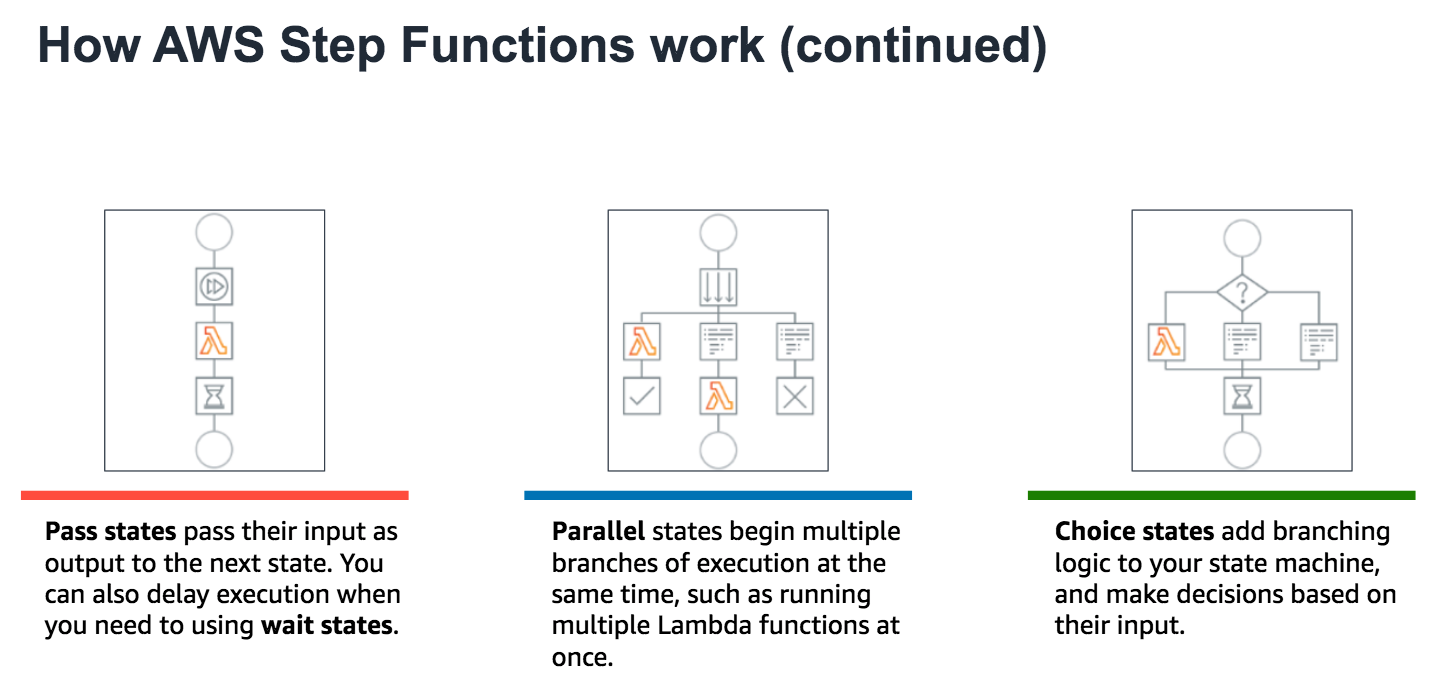 How AWS Step Functions work (continued)
?
Pass states pass their input as
output to the next state. You
can also delay execution when
you need to using wait states.
Parallel states begin multiple
branches of execution at the
same time, such as running
multiple Lambda functions at
once.
Choice states add branching
logic to your state machine,
and make decisions based on
their input.